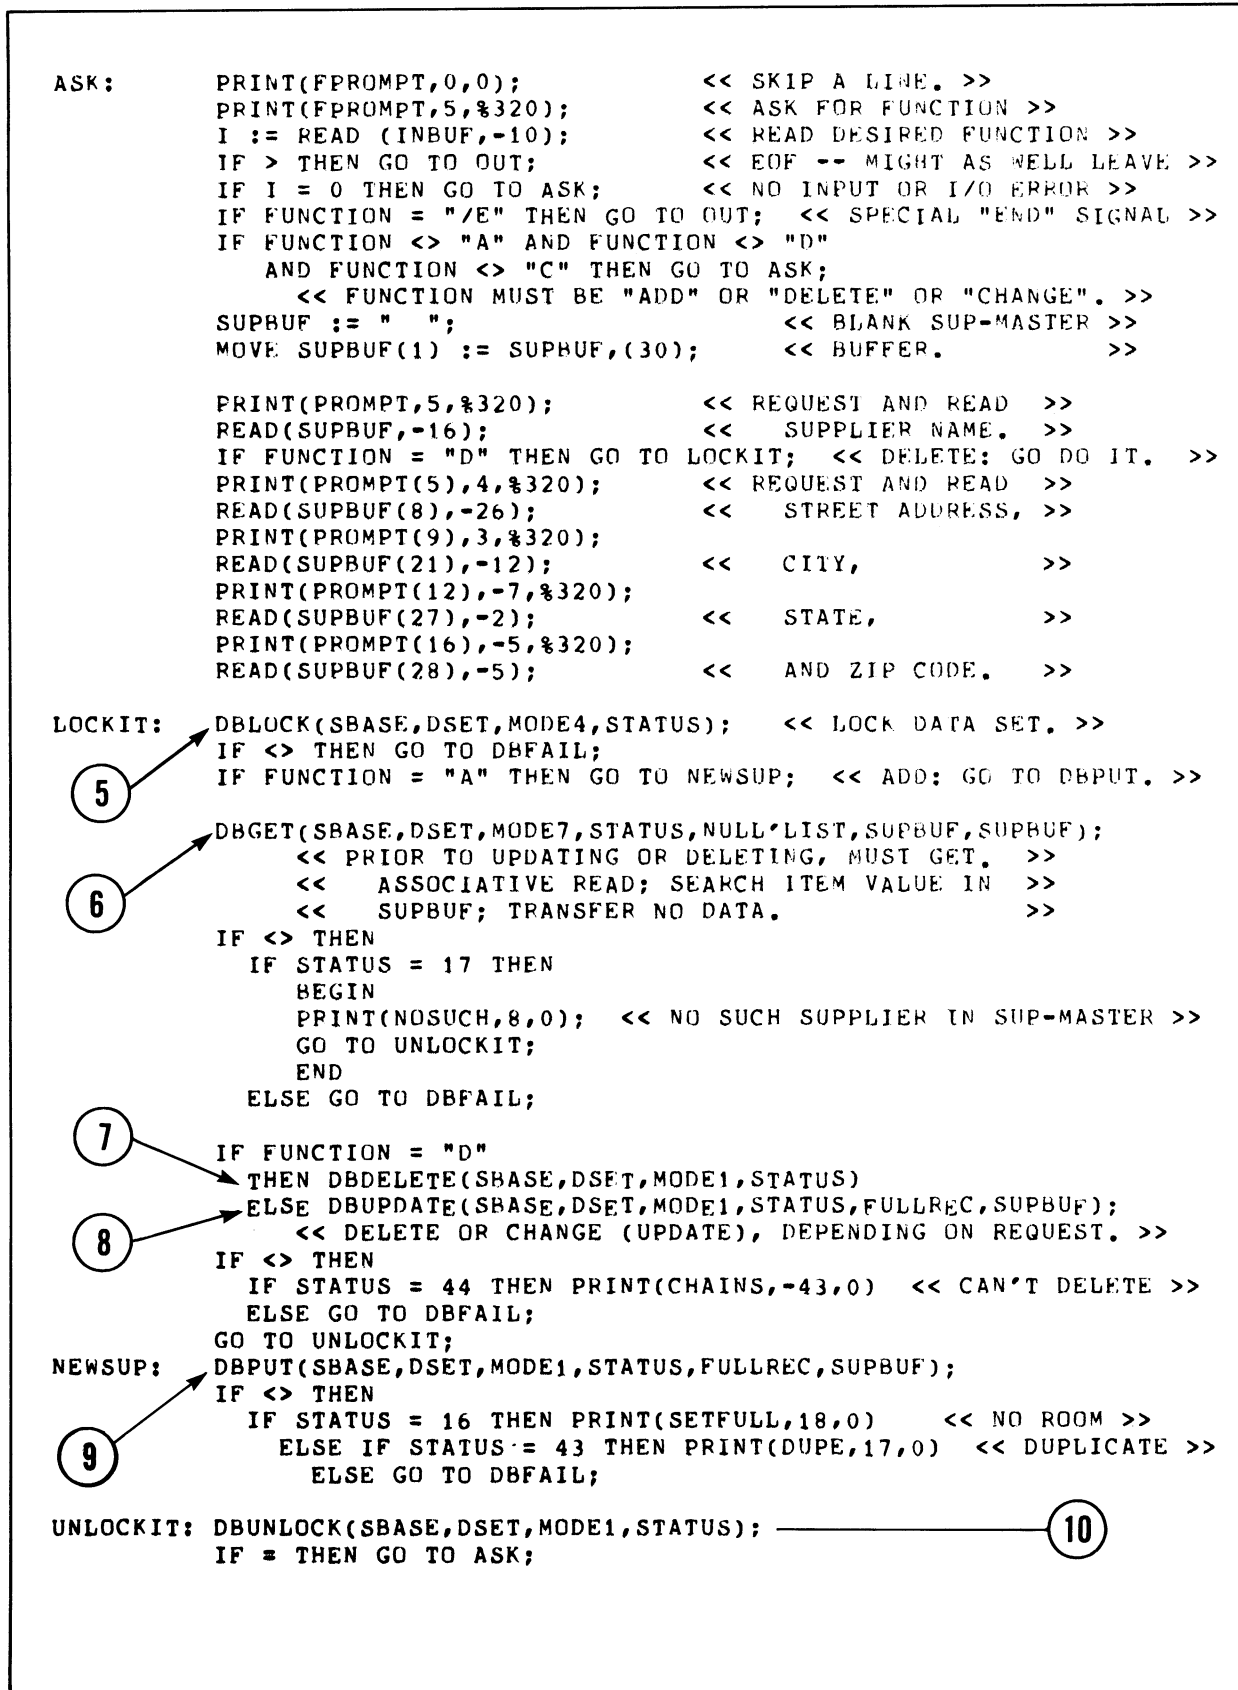 ASK: PRINT(FPROMPT,0,0); << SKIP A LINE. >>
PRINT(FPROMPT,5,%320); << ASK FOR FUNCTION >>
I := READ (INBUF,-10); << READ DESIRED FUNCTION >>
IF > THEN GO TO OUT; << EOF -- MIGHT AS WELL LEAVE >>
IF I = 0 THEN GO TO ASK; << NO INPUT OR I/O ERROR >>
IF FUNCTION = "/E" THEN GO TO OUT; << SPECIAL "END" SIGNAL >>
IF FUNCTION <> "A" AND FUNCTION <> "D"
AND FUNCTION <> "C" THEN GO TO ASK;
<< FUNCTION MUST BE "ADD" OR "DELETE" OR "CHANGE". >>
SUPBUF := "  "; << BLANK SUP-MASTER >>
MOVE SUPBUF(1) := SUPBUF,(30); << BUFFER. >>
PRINT(PROMPT,5,%320); << REQUEST AND READ >>
READ(SUPBUF,-16); << SUPPLIER NAME. >>
IF FUNCTION = "D" THEN GO TO LOCKIT; << DELETE: GO DO IT. >>
PRINT(PROMPT(5),4,%320); << REQUEST AND READ >>
READ(SUPBUF(8),-26); << STREET ADDRESS, >>
PRINT(PROMPT(9),3,%320);
READ(SUPBUF(21),-12); << CITY, >>
PRINT(PROMPT(12),-7,%320);
READ(SUPBUF(27),-2); << STATE, >>
PRINT(PROMPT(16),-5,%320);
READ(SUPBUF(28),-5); << AND ZIP CODE. >>
LOCKIT: DBLOCK(SBASE,DSET,MODE4,STATUS); << LOCK DATA SET. >>
IF <> THEN GO TO DBFAIL;
5 IF FUNCTION = "A" THEN GO TO NEWSUP; << ADD: GO TO DBPUT. >>
DBGET(SBASE,DSET,MODE7,STATUS,NULL'LIST,SUPBUF,SUPBUF);
<< PRIOR TO UPDATING OR DELETING, MUST GET. >>
<< ASSOCIATIVE READ; SEARCH ITEM VALUE IN >>
6 << SUPBUF; TRANSFER NO DATA. >>
IF <> THEN
IF STATUS = 17 THEN
BEGIN
PRINT(NOSUCH,8,0); << NO SUCH SUPPLIER IN SUP-MASTER >>
GO TO UNLOCKIT;
END
ELSE GO TO DBFAIL;
7 IF FUNCTION = "D"
THEN DBDELETE(SBASE,DSET,MODE1,STATUS)
ELSE DBUPDATE(SBASE,DSET,MODE1,STATUS,FULLREC,SUPBUF);
8 << DELETE OR CHANGE (UPDATE), DEPENDING ON REQUEST. >>
IF <> THEN
IF STATUS = 44 THEN PRINT(CHAINS,-43,0) << CAN'T DELETE >>
ELSE GO TO DBFAIL;
GO TO UNLOCKIT;
NEWSUP: DBPUT(SBASE,DSET,MODE1,STATUS,FULLREC,SUPBUF);
IF <> THEN
IF STATUS = 16 THEN PRINT(SETFULL,18,0) << NO ROOM >>
9 ELSE IF STATUS = 43 THEN PRINT(DUPE,17,0) << DUPLICATE >>
ELSE GO TO DBFAIL;
UNLOCKIT: DBUNLOCK(SBASE,DSET,MODE1,STATUS); 10
IF = THEN GO TO ASK;